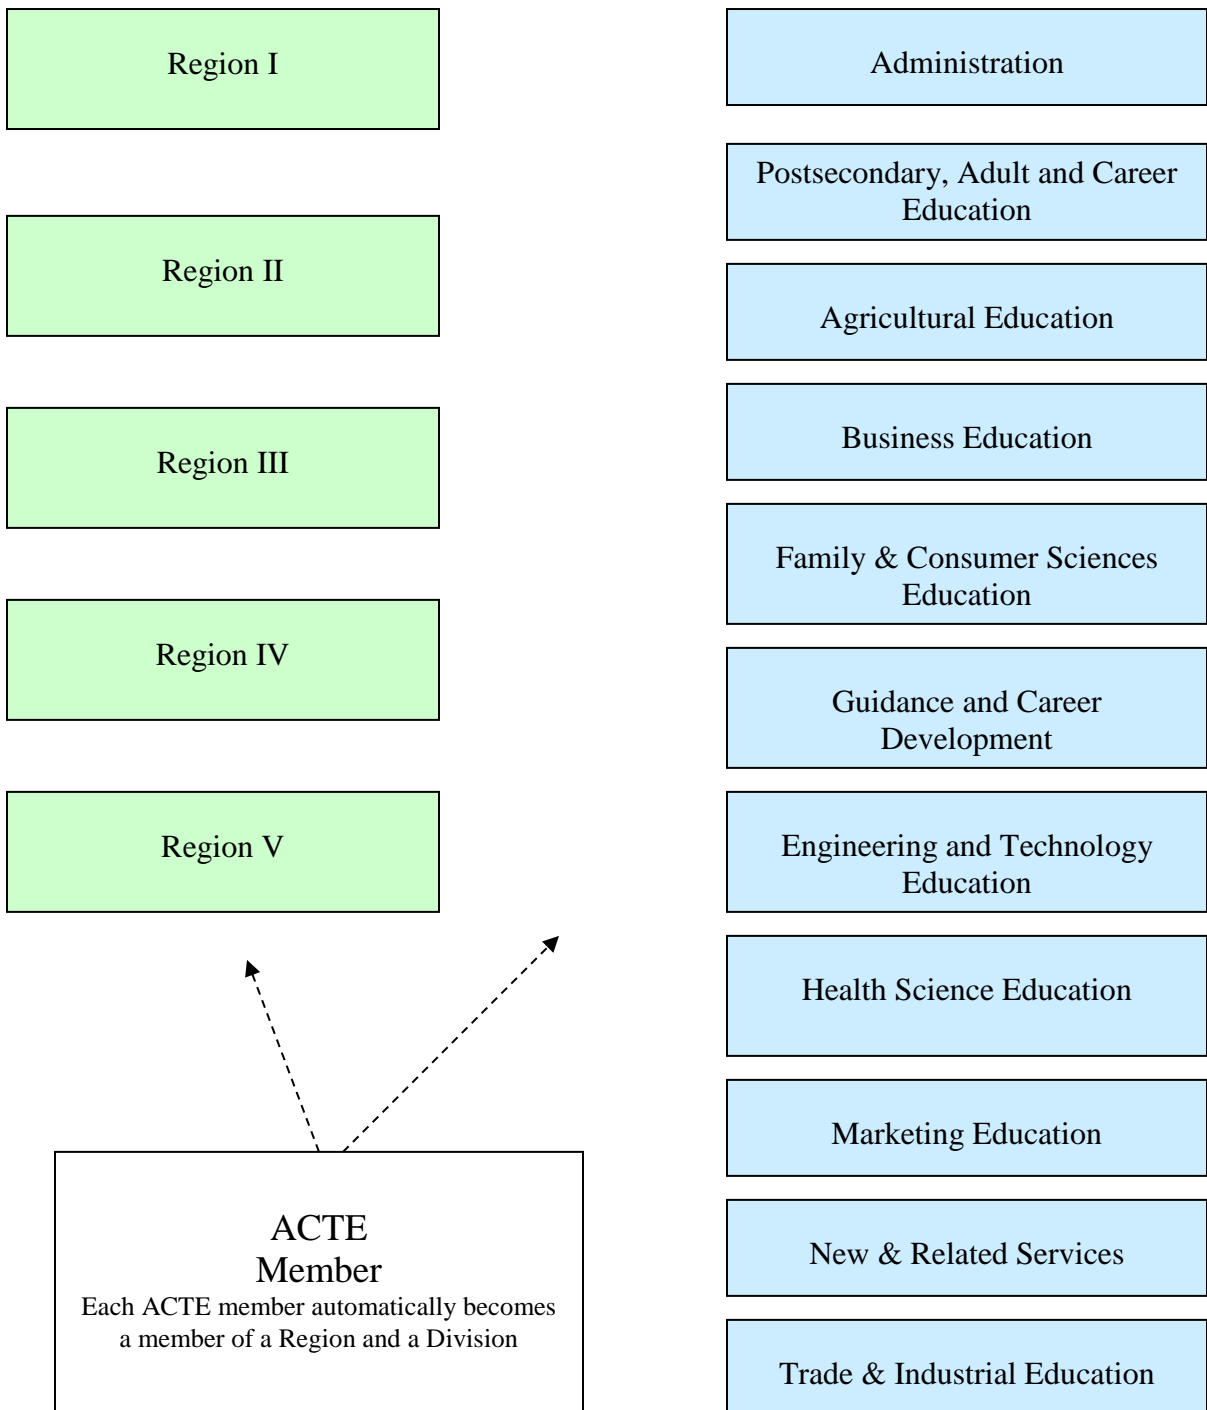 Region I
Region II
Region III
Region IV
Region V
ACTE
Member
Each ACTE member automatically becomes
a member of a Region and a Division
Administration
Postsecondary, Adult and Career
Education
Agricultural Education
Business Education
Family & Consumer Sciences
Education
Guidance and Career
Development
Engineering and Technology
Education
Health Science Education
Marketing Education
New & Related Services
Trade & Industrial Education